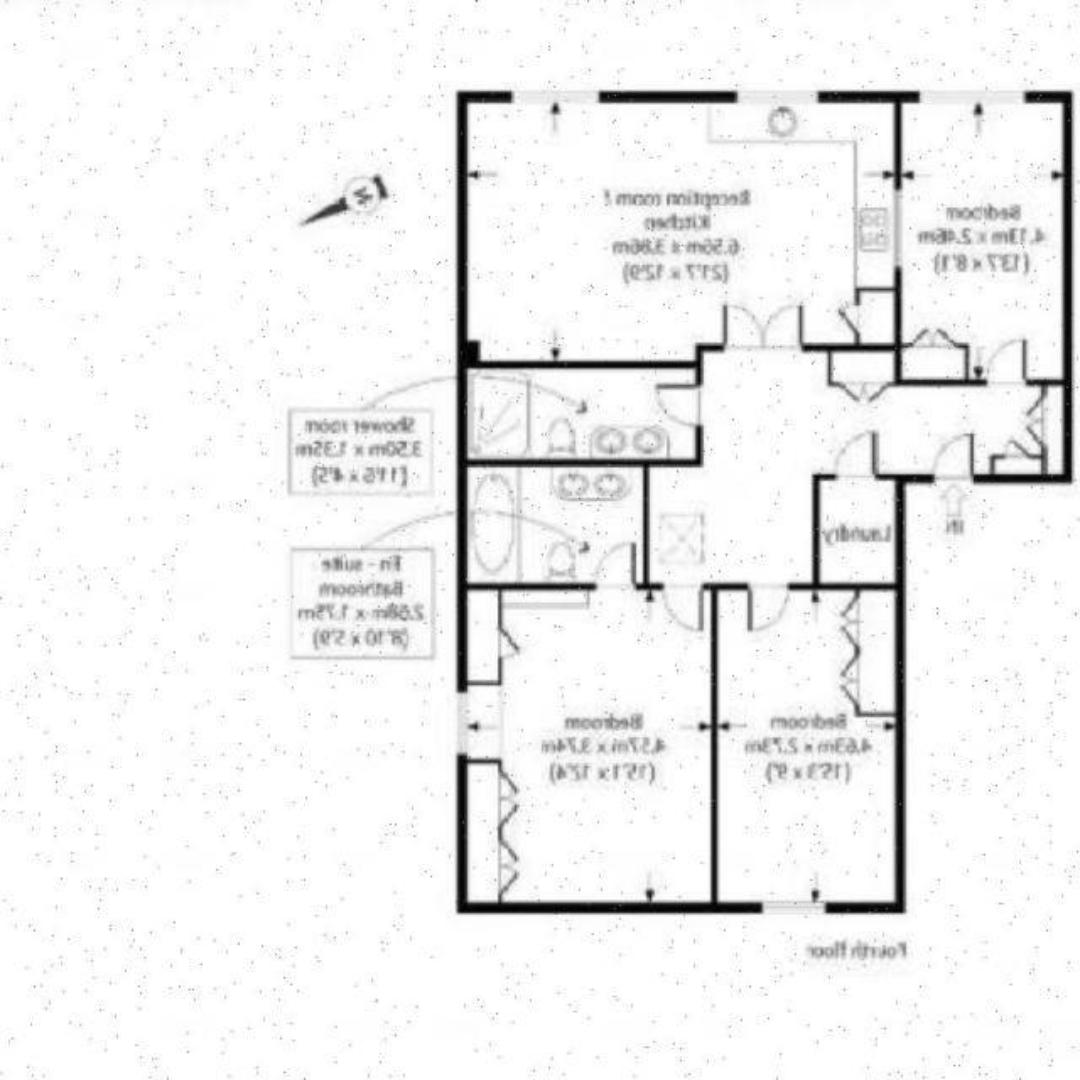 N
Reception room /
Kitchen
6.56m x 3.86m
(21'7 x 12'9)
Bedroom
4.13m x 2.46m
(13'7 x 8'1)
Shower room
3.50m x 1.35m
(11'6 x 4'5)
IN
Laundry
En - suite
Bathroom
2.68m x 1.75m
(8'10 x 5'9)
Bedroom
4.57m x 3.74m
(15'1 x 12'4)
Bedroom
4.63m x 2.73m
(15'3 x 9')
Fourth floor